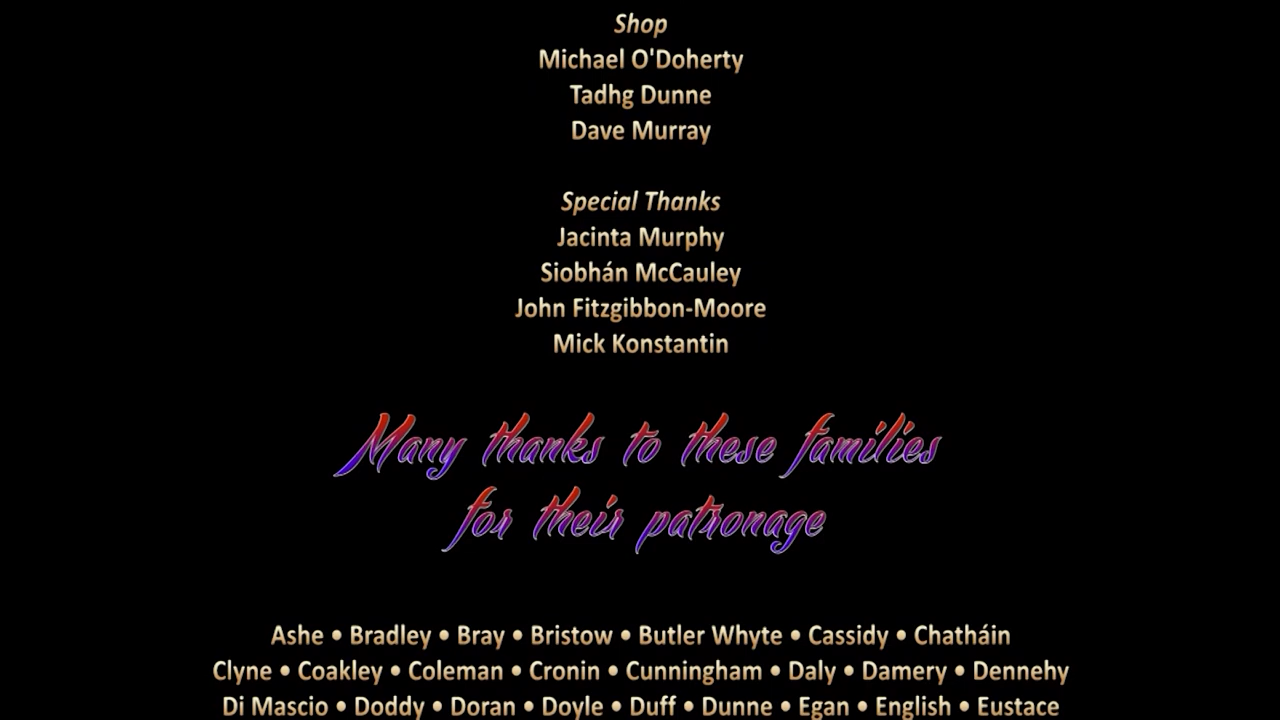 Shop
Michael O'Doherty
Tadhg Dunne
Dave Murray
Special Thanks
Jacinta Murphy
Siobhán McCauley
John Fitzgibbon-Moore
Mick Konstantin
Many thanks to these families
for their patronage
Ashe • Bradley • Bray • Bristow • Butler Whyte • Cassidy • Chatháin
Clyne • Coakley • Coleman • Cronin • Cunningham • Daly • Damery • Dennehy
Di Mascio • Doddy • Doran • Doyle • Duff • Dunne • Egan • English • Eustace